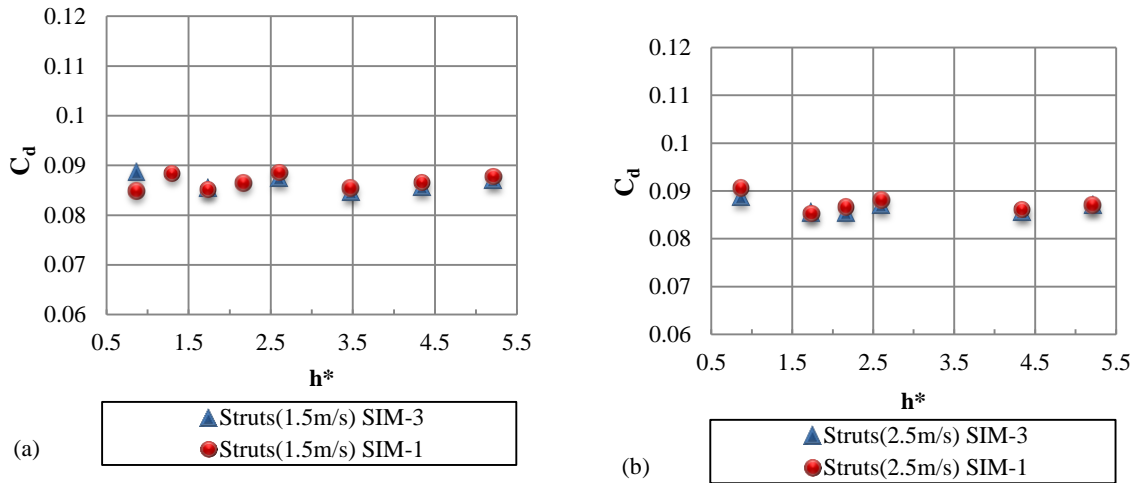 0.12
0.11
0.1
0.09
0.08
0.07
0.06
Cd
0.5 1.5 2.5 3.5 4.5 5.5
h*
Struts(1.5m/s) SIM-3
Struts(1.5m/s) SIM-1
(a)
0.12
0.11
0.1
0.09
0.08
0.07
0.06
Cd
0.5 1.5 2.5 3.5 4.5 5.5
h*
Struts(2.5m/s) SIM-3
Struts(2.5m/s) SIM-1
(b)